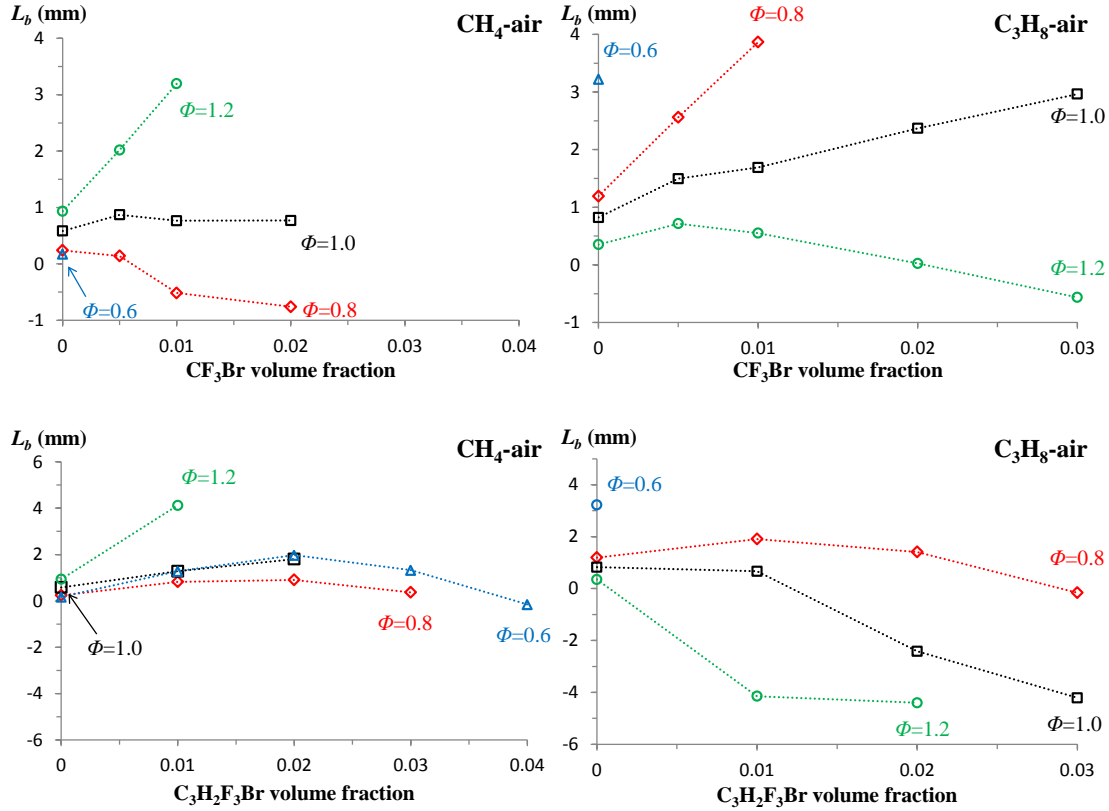 L_b (mm)
CH₄-air
4
3
2
1
0
-1
Φ=1.2
Φ=1.0
Φ=0.6
Φ=0.8
0
0.01
0.02
0.03
0.04
CF₃Br volume fraction
L_b (mm)
C₃H₈-air
4
3
2
1
0
-1
Φ=0.8
Φ=0.6
Φ=1.0
Φ=1.2
0
0.01
0.02
0.03
CF₃Br volume fraction
L_b (mm)
CH₄-air
6
4
2
0
-2
-4
-6
Φ=1.2
Φ=1.0
Φ=0.8
Φ=0.6
0
0.01
0.02
0.03
0.04
C₃H₂F₃Br volume fraction
L_b (mm)
C₃H₈-air
6
4
2
0
-2
-4
-6
Φ=0.6
Φ=0.8
Φ=1.2
Φ=1.0
0
0.01
0.02
0.03
C₃H₂F₃Br volume fraction